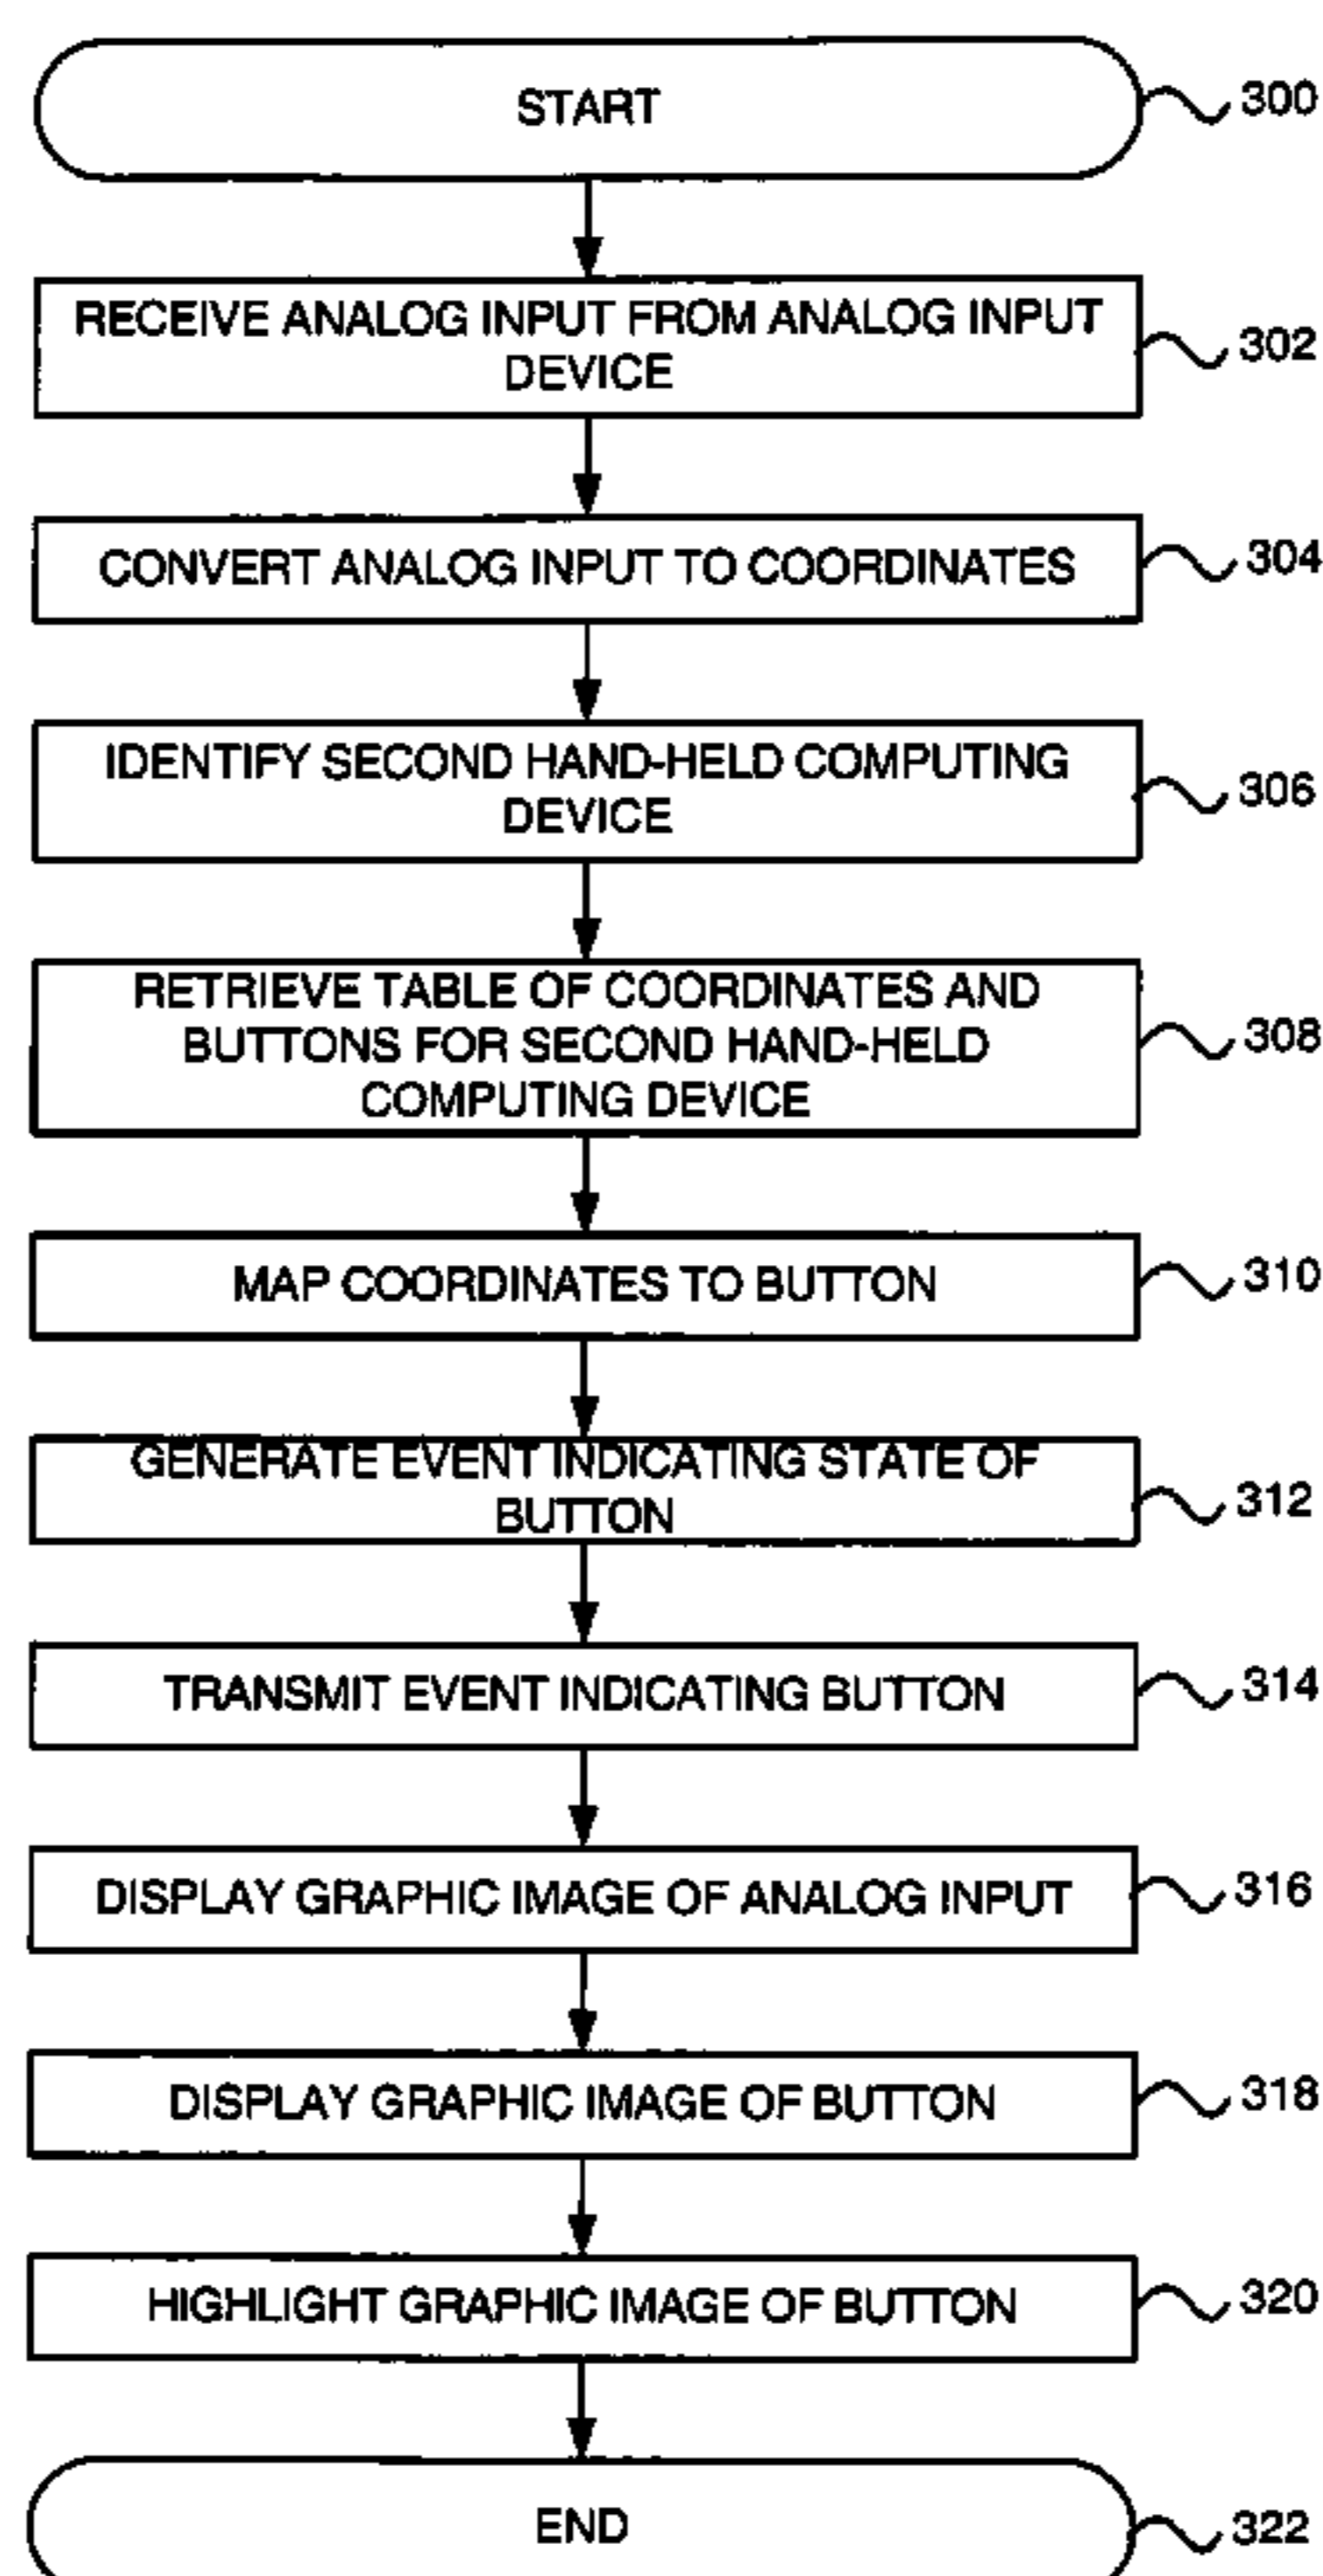 START
300
RECEIVE ANALOG INPUT FROM ANALOG INPUT
DEVICE
302
CONVERT ANALOG INPUT TO COORDINATES
304
IDENTIFY SECOND HAND-HELD COMPUTING
DEVICE
306
RETRIEVE TABLE OF COORDINATES AND
BUTTONS FOR SECOND HAND-HELD
COMPUTING DEVICE
308
MAP COORDINATES TO BUTTON
310
GENERATE EVENT INDICATING STATE OF
BUTTON
312
TRANSMIT EVENT INDICATING BUTTON
314
DISPLAY GRAPHIC IMAGE OF ANALOG INPUT
316
DISPLAY GRAPHIC IMAGE OF BUTTON
318
HIGHLIGHT GRAPHIC IMAGE OF BUTTON
320
END
322